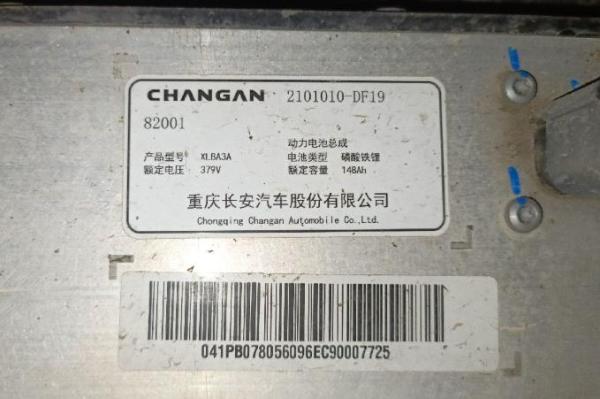 CHANGAN 2101010-DF19
82001
动力电池总成
产品型号 XLBA3A 电池类型 磷酸铁锂
额定电压: 379V 额定容量 148Ah
重庆长安汽车股份有限公司
Chongqing Changan Automobile Co.,Ltd.
041PB078056096EC90007725